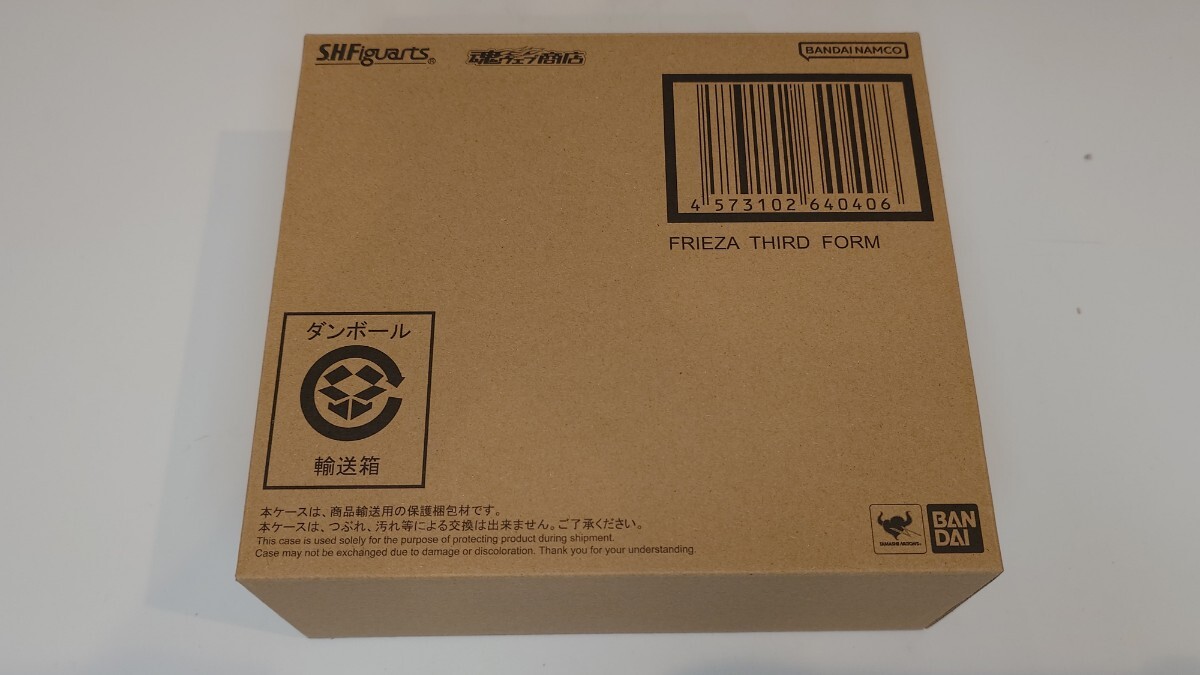 S.H.Figuarts®
魂ウェブ商店
BANDAI NAMCO
4 573102 640406
FRIEZA THIRD FORM
ダンボール
輸送箱
本ケースは、商品輸送用の保護梱包材です。
本ケースは、つぶれ、汚れ等による交換は出来ません。ご了承ください。
This case is used solely for the purpose of protecting product during shipment.
Case may not be exchanged due to damage or discoloration. Thank you for your understanding.
TAMASHII NATIONS
BAN
DAI